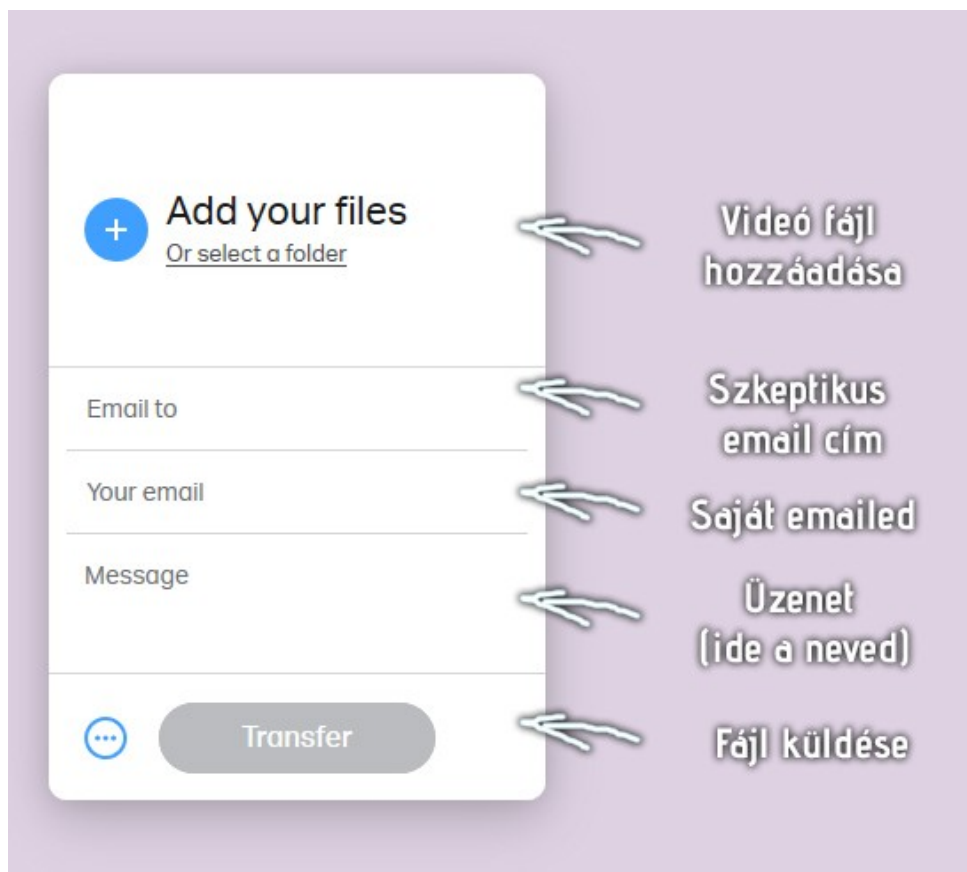 Add your files
Or select a folder
Videó fájl
hozzáadása
Email to
Szkeptikus
email cím
Your email
Saját emailed
Message
Üzenet
(ide a neved)
Transfer
Fájl küldése